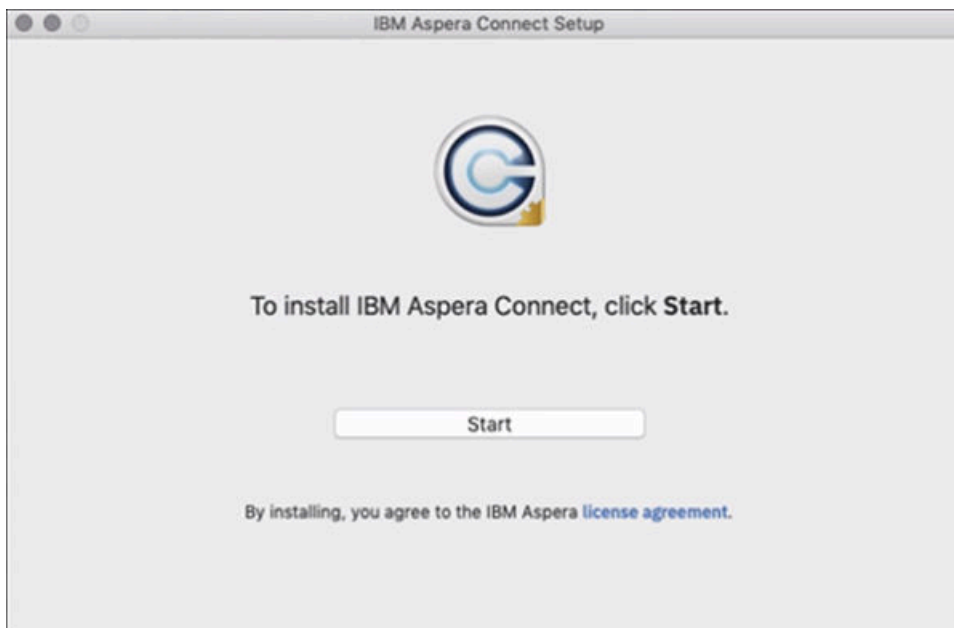 IBM Aspera Connect Setup
To install IBM Aspera Connect, click Start.
Start
By installing, you agree to the IBM Aspera license agreement.